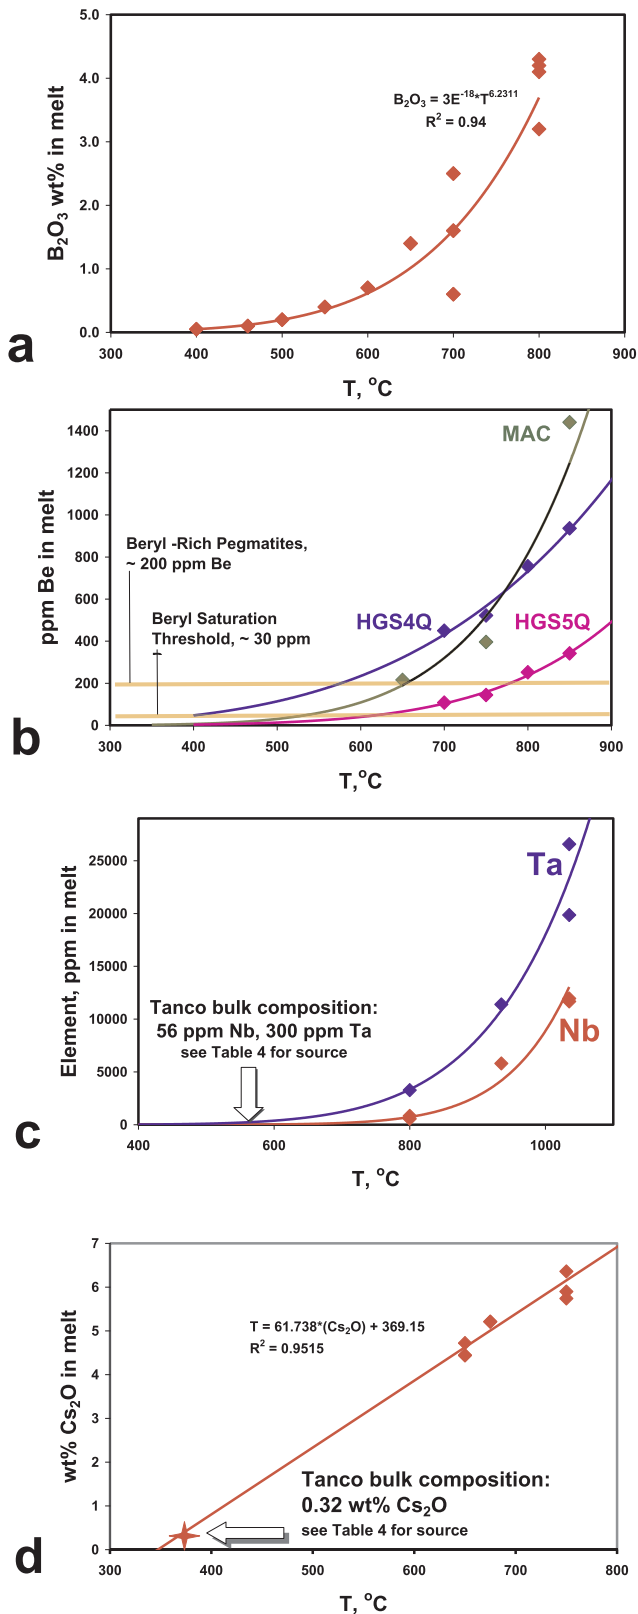 5.0
4.0
3.0
2.0
1.0
0.0
B₂O₃ wt% in melt
B₂O₃ = 3E⁻¹⁸*T⁶·²³¹¹
R² = 0.94
300 400 500 600 700 800 900
T, °C
a
1400
1200
1000
800
600
400
200
0
ppm Be in melt
MAC
Beryl -Rich Pegmatites,
~ 200 ppm Be
Beryl Saturation
Threshold, ~ 30 ppm
HGS4Q
HGS5Q
300 400 500 600 700 800 900
T,°C
b
25000
20000
15000
10000
5000
0
Element, ppm in melt
Ta
Nb
Tanco bulk composition:
56 ppm Nb, 300 ppm Ta
see Table 4 for source
400 600 800 1000
T, °C
c
7
6
5
4
3
2
1
0
wt% Cs₂O in melt
T = 61.738*(Cs₂O) + 369.15
R² = 0.9515
Tanco bulk composition:
0.32 wt% Cs₂O
see Table 4 for source
300 400 500 600 700 800
T, °C
d